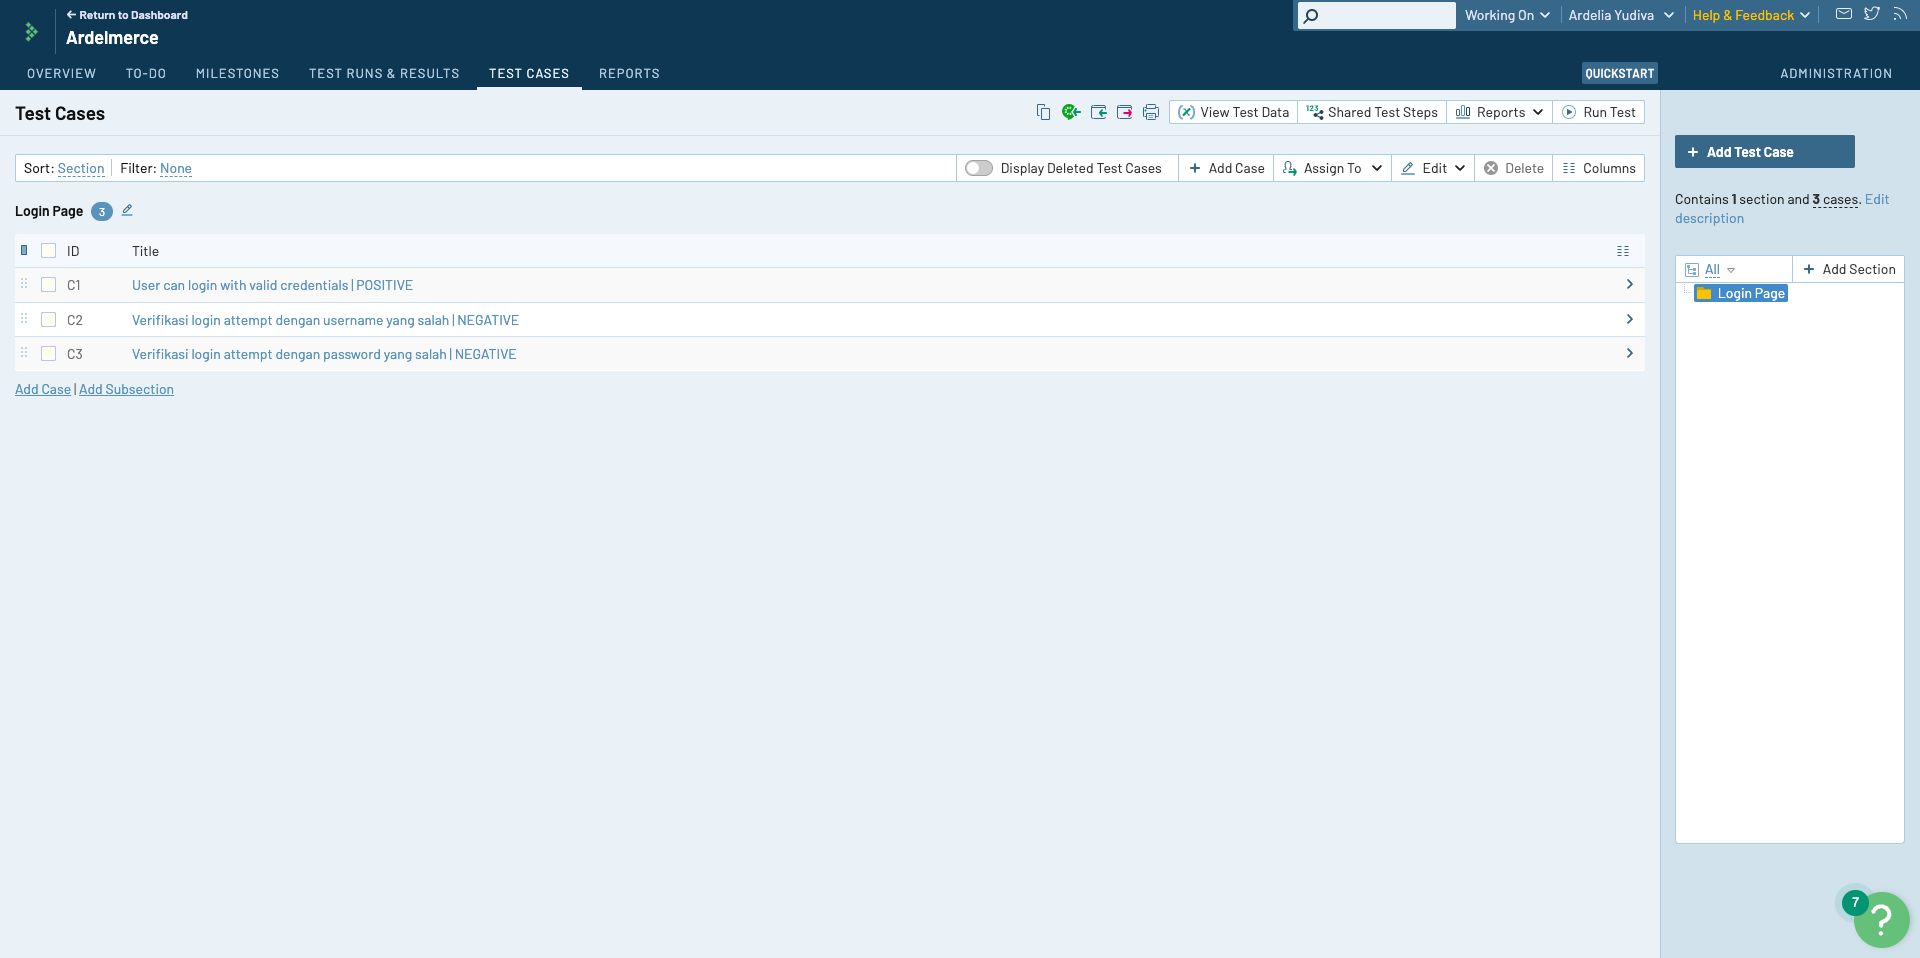 Return to Dashboard
Ardelmerce
Working On
Ardelia Yudiva
Help & Feedback
OVERVIEW
TO-DO
MILESTONES
TEST RUNS & RESULTS
TEST CASES
REPORTS
QUICKSTART
ADMINISTRATION
Test Cases
View Test Data
123 Shared Test Steps
Reports
Run Test
Sort: Section
Filter: None
Display Deleted Test Cases
+ Add Case
Assign To
Edit
Delete
Columns
Login Page 3
ID Title
C1 User can login with valid credentials | POSITIVE
C2 Verifikasi login attempt dengan username yang salah | NEGATIVE
C3 Verifikasi login attempt dengan password yang salah | NEGATIVE
Add Case | Add Subsection
+ Add Test Case
Contains 1 section and 3 cases. Edit
description
All
+ Add Section
Login Page
7
?